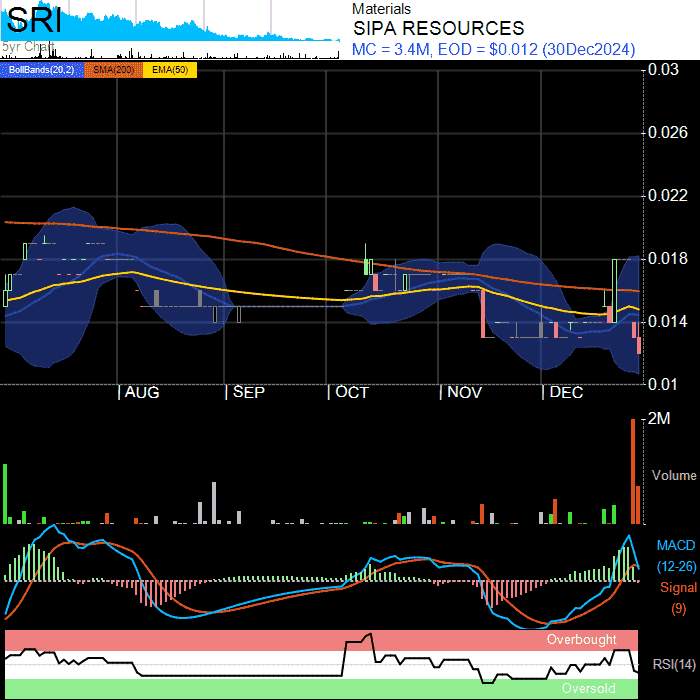 SRI
5yr Chart
Materials
SIPA RESOURCES
MC = 3.4M, EOD = $0.012 (30Dec2024)
BollBands(20,2) SMA(200) EMA(50)
0.03
0.026
0.022
0.018
0.014
0.01
AUG SEP OCT NOV DEC
2M
Volume
MACD
(12-26)
Signal
(9)
Overbought
RSI(14)
Oversold